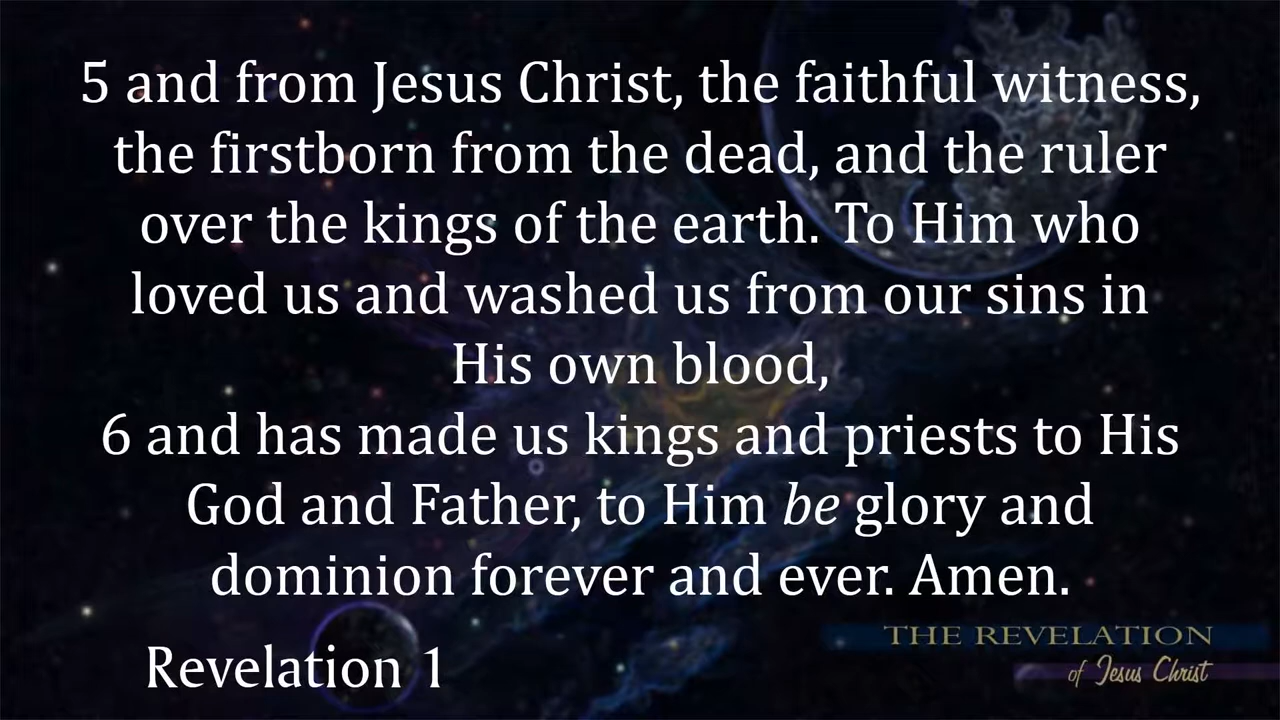 5 and from Jesus Christ, the faithful witness,
the firstborn from the dead, and the ruler
over the kings of the earth. To Him who
loved us and washed us from our sins in
His own blood,
6 and has made us kings and priests to His
God and Father, to Him be glory and
dominion forever and ever. Amen.
Revelation 1
THE REVELATION
of Jesus Christ